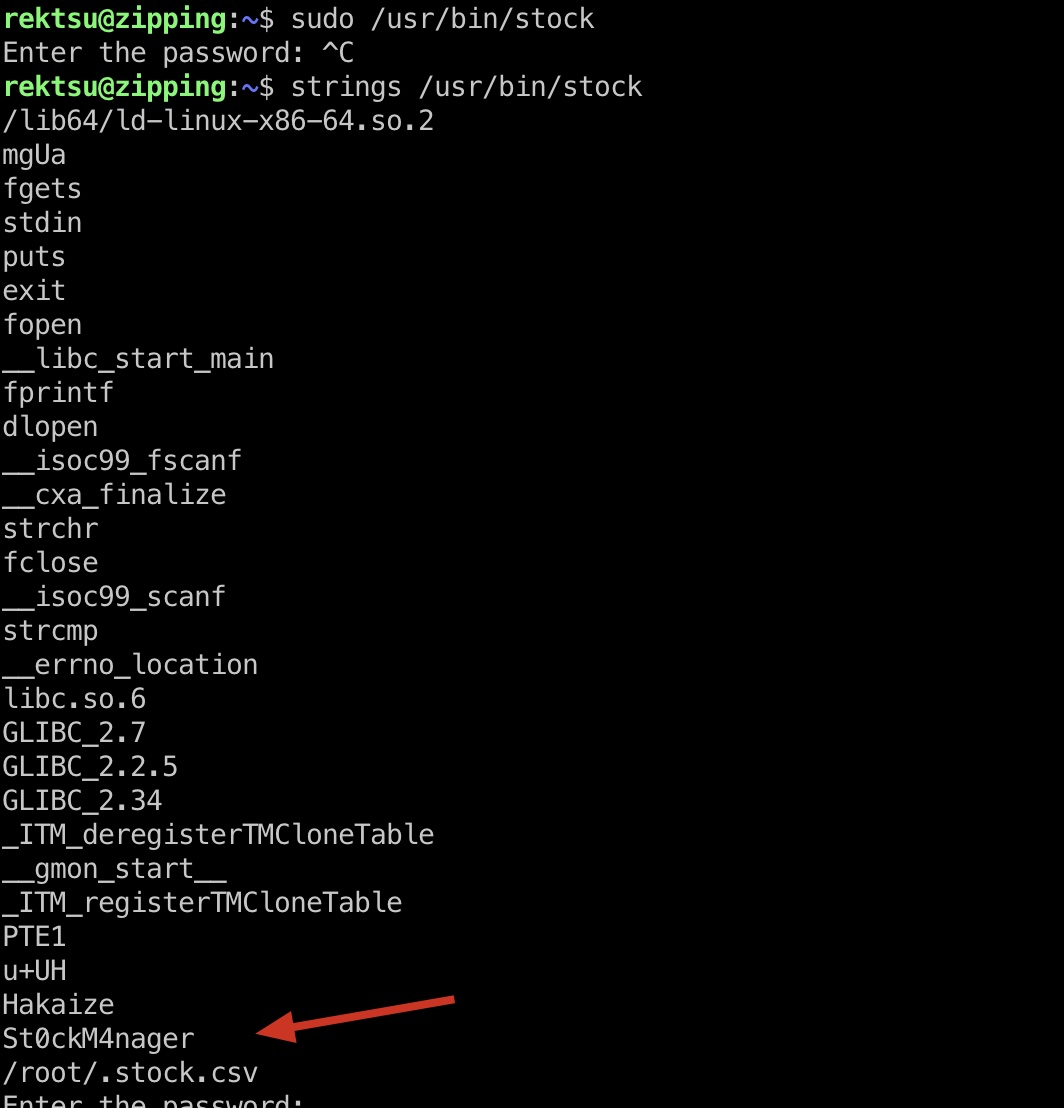 rektsu@zipping:~$ sudo /usr/bin/stock
Enter the password: ^C
rektsu@zipping:~$ strings /usr/bin/stock
/lib64/ld-linux-x86-64.so.2
mgUa
fgets
stdin
puts
exit
fopen
__libc_start_main
fprintf
dlopen
__isoc99_fscanf
__cxa_finalize
strchr
fclose
__isoc99_scanf
strcmp
__errno_location
libc.so.6
GLIBC_2.7
GLIBC_2.2.5
GLIBC_2.34
_ITM_deregisterTMCloneTable
__gmon_start__
_ITM_registerTMCloneTable
PTE1
u+UH
Hakaize
St0ckM4nager
/root/.stock.csv
Enter the password: